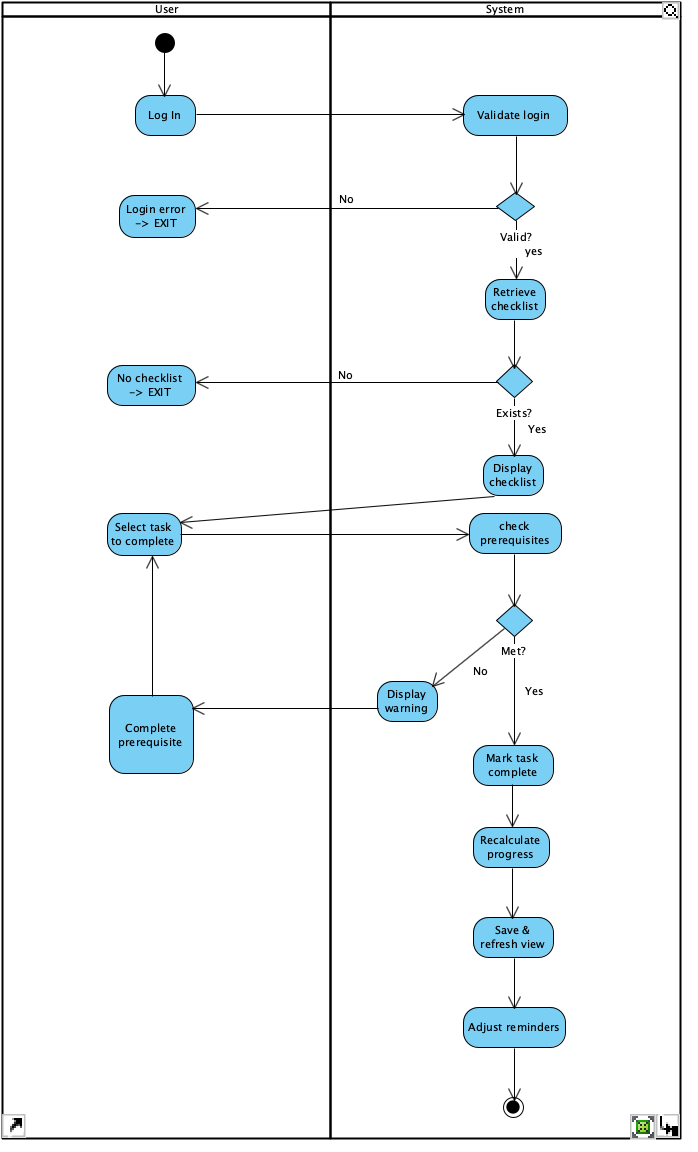 User
System
Log In
Validate login
No
Login error
-> EXIT
Valid?
yes
Retrieve
checklist
No
No checklist
-> EXIT
Exists?
Yes
Display
checklist
Select task
to complete
check
prerequisites
Met?
No
Yes
Display
warning
Complete
prerequisite
Mark task
complete
Recalculate
progress
Save &
refresh view
Adjust reminders